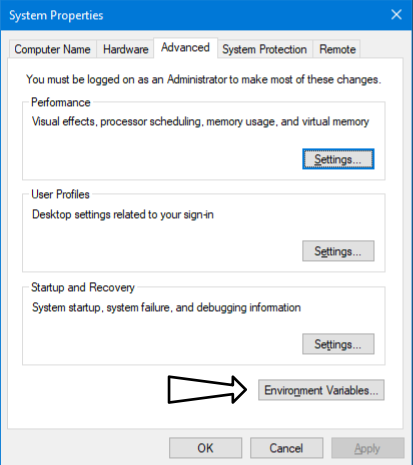 System Properties
Computer Name Hardware Advanced System Protection Remote
You must be logged on as an Administrator to make most of these changes.
Performance
Visual effects, processor scheduling, memory usage, and virtual memory
Settings...
User Profiles
Desktop settings related to your sign-in
Settings...
Startup and Recovery
System startup, system failure, and debugging information
Settings...
Environment Variables...
OK Cancel Apply